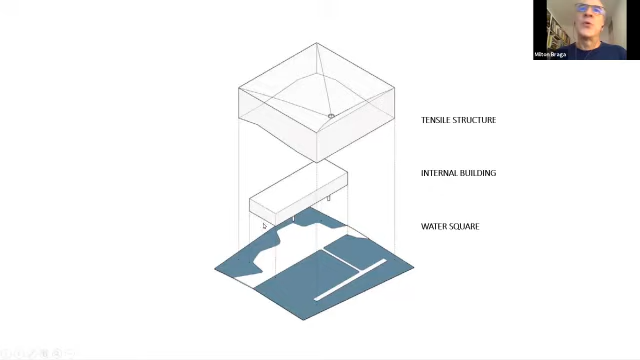 Milton Braga
TENSILE STRUCTURE
INTERNAL BUILDING
WATER SQUARE